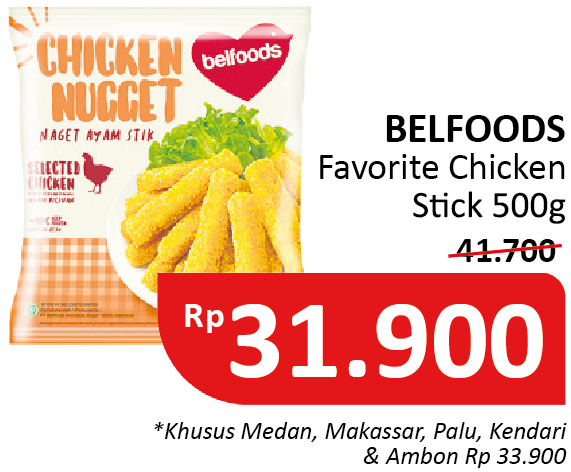 CHICKEN
NUGGET
NAGET AYAM STIK
belfoods
SELECTED
CHICKEN
BELFOODS
Favorite Chicken
Stick 500g
41.700
Rp 31.900
*Khusus Medan, Makassar, Palu, Kendari
& Ambon Rp 33.900